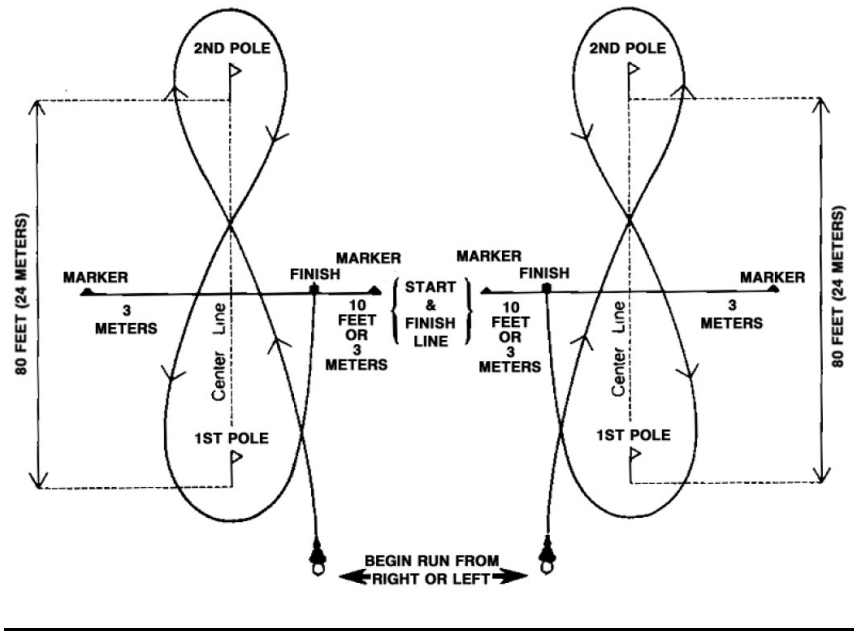 2ND POLE
2ND POLE
80 FEET (24 METERS)
MARKER
3
METERS
FINISH
MARKER
10
FEET
OR
3
METERS
START
&
FINISH
LINE
MARKER
10
FEET
OR
3
METERS
FINISH
MARKER
3
METERS
80 FEET (24 METERS)
Center Line
Center Line
1ST POLE
1ST POLE
BEGIN RUN FROM
RIGHT OR LEFT